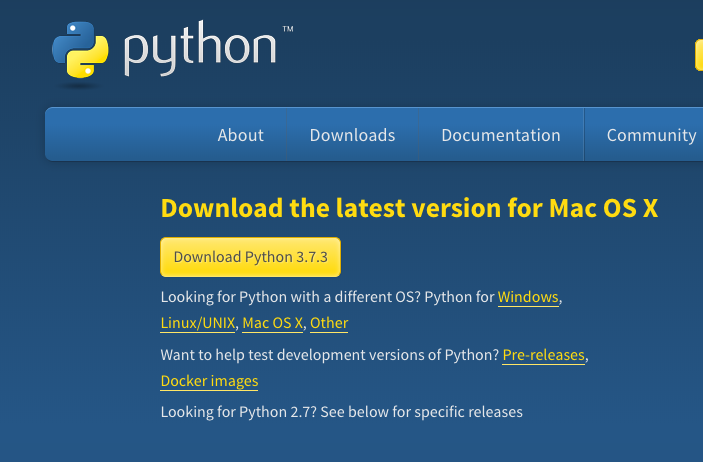 python™
About Downloads Documentation Community
Download the latest version for Mac OS X
Download Python 3.7.3
Looking for Python with a different OS? Python for Windows,
Linux/UNIX, Mac OS X, Other
Want to help test development versions of Python? Pre-releases,
Docker images
Looking for Python 2.7? See below for specific releases